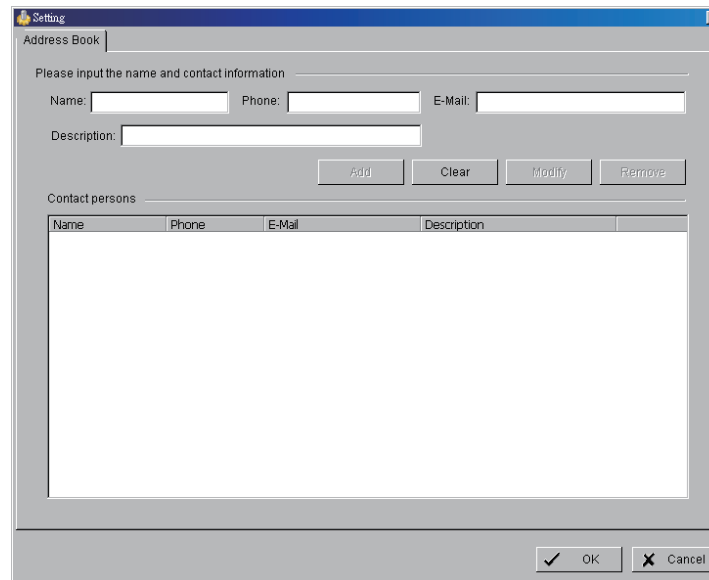 Setting
Address Book
Please input the name and contact information
Name: Phone: E-Mail:
Description:
Add Clear Modify Remove
Contact persons
Name Phone E-Mail Description
OK Cancel